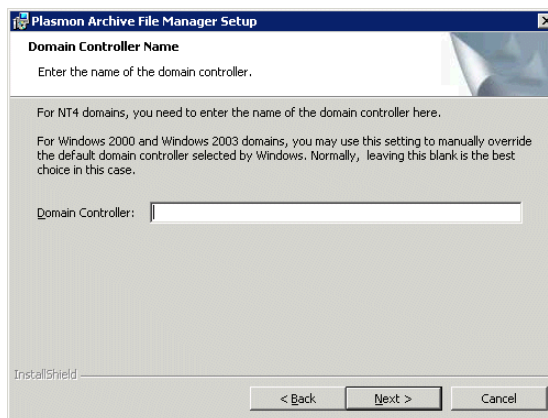 Plasmon Archive File Manager Setup
Domain Controller Name
Enter the name of the domain controller.
For NT4 domains, you need to enter the name of the domain controller here.
For Windows 2000 and Windows 2003 domains, you may use this setting to manually override
the default domain controller selected by Windows. Normally, leaving this blank is the best
choice in this case.
Domain Controller:
InstallShield
< Back Next > Cancel